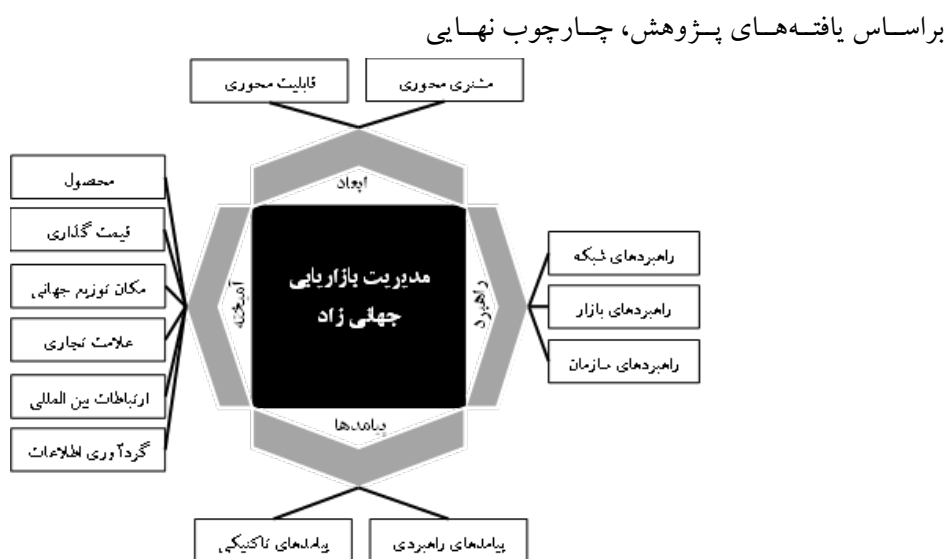 براساس یافته‌های پژوهش، چارچوب نهایی
مشتری محوری
قابلیت محوری
ابعاد
محصول
قیمت گذاری
مکان توزیع جهانی
علامت تجاری
ارتباطات بین المللی
گردآوری اطلاعات
آمیخته
مدیریت بازاریابی
جهانی زاد
راهبرد
راهبردهای شبکه
راهبردهای بازار
راهبردهای سازمان
پیامدها
پیامدهای راهبردی
پیامدهای تاکتیکی